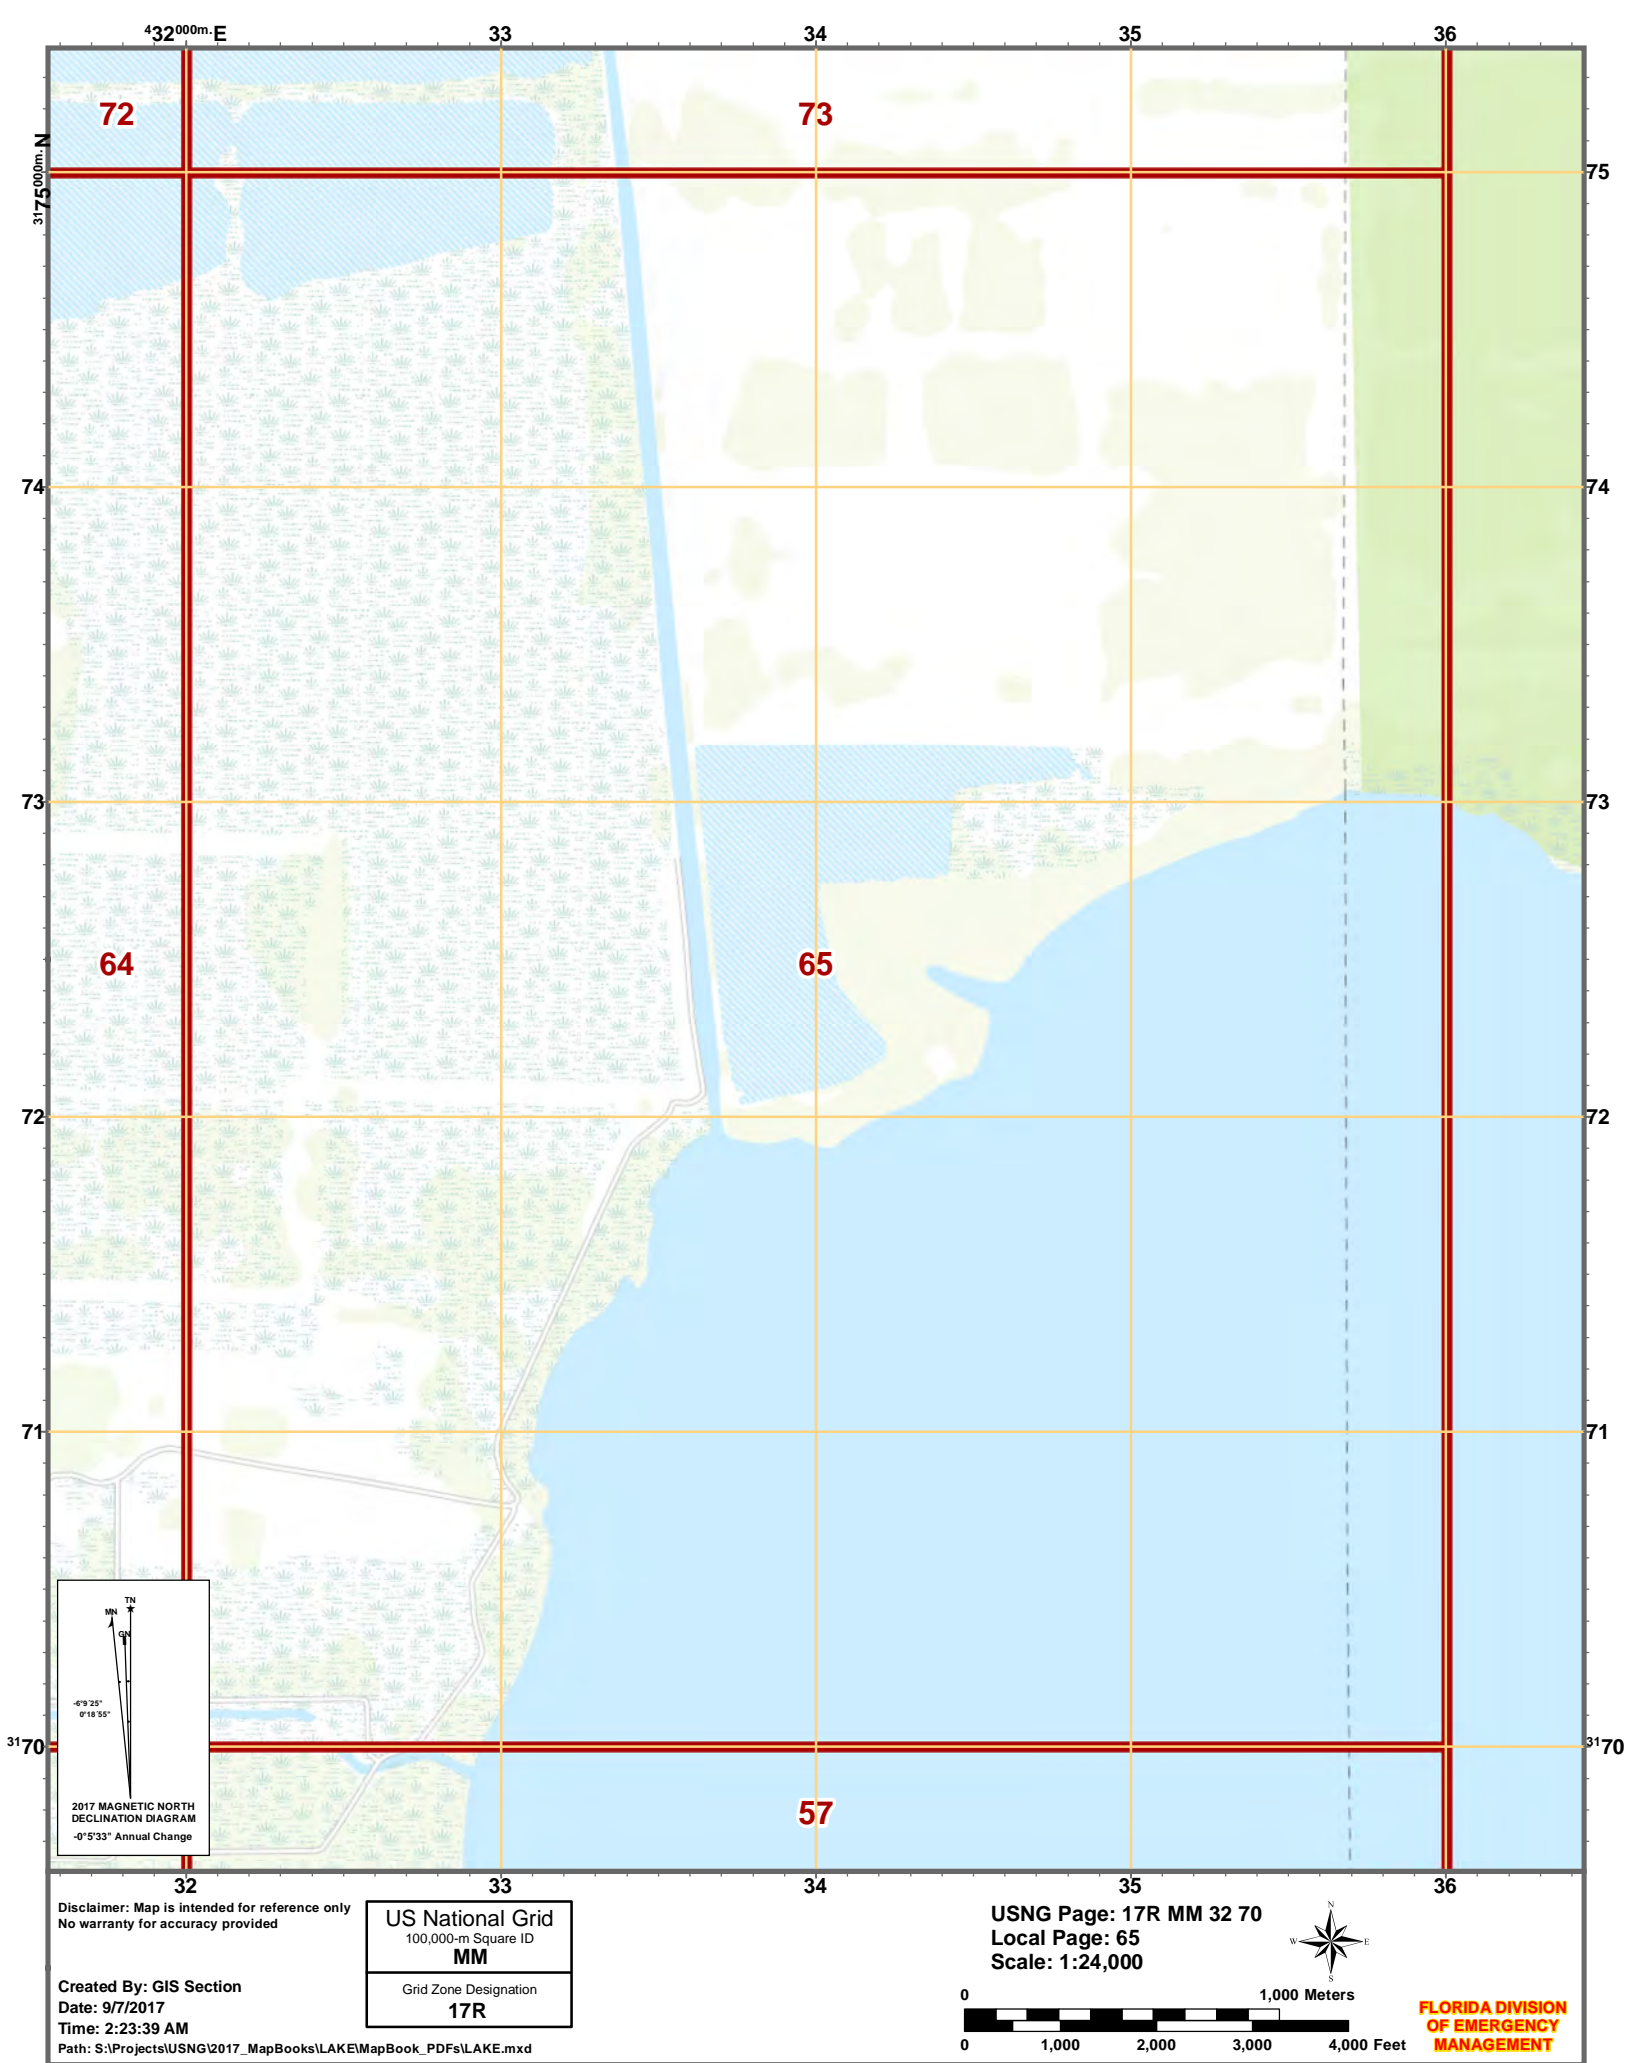 432000m.E 33 34 35 36
72 73
3175000m.N 75
74 74
73 73
64 65
72 72
71 71
TN
MN
GN
-6°9'25"
0°18'55"
3170 3170
2017 MAGNETIC NORTH
DECLINATION DIAGRAM
-0°5'33" Annual Change
57
32 33 34 35 36
Disclaimer: Map is intended for reference only
No warranty for accuracy provided
Created By: GIS Section
Date: 9/7/2017
Time: 2:23:39 AM
Path: S:\Projects\USNG\2017_MapBooks\LAKE\MapBook_PDFs\LAKE.mxd
US National Grid
100,000-m Square ID
MM
Grid Zone Designation
17R
USNG Page: 17R MM 32 70
Local Page: 65
Scale: 1:24,000
N
W E
S
0 1,000 Meters
0 1,000 2,000 3,000 4,000 Feet
FLORIDA DIVISION
OF EMERGENCY
MANAGEMENT